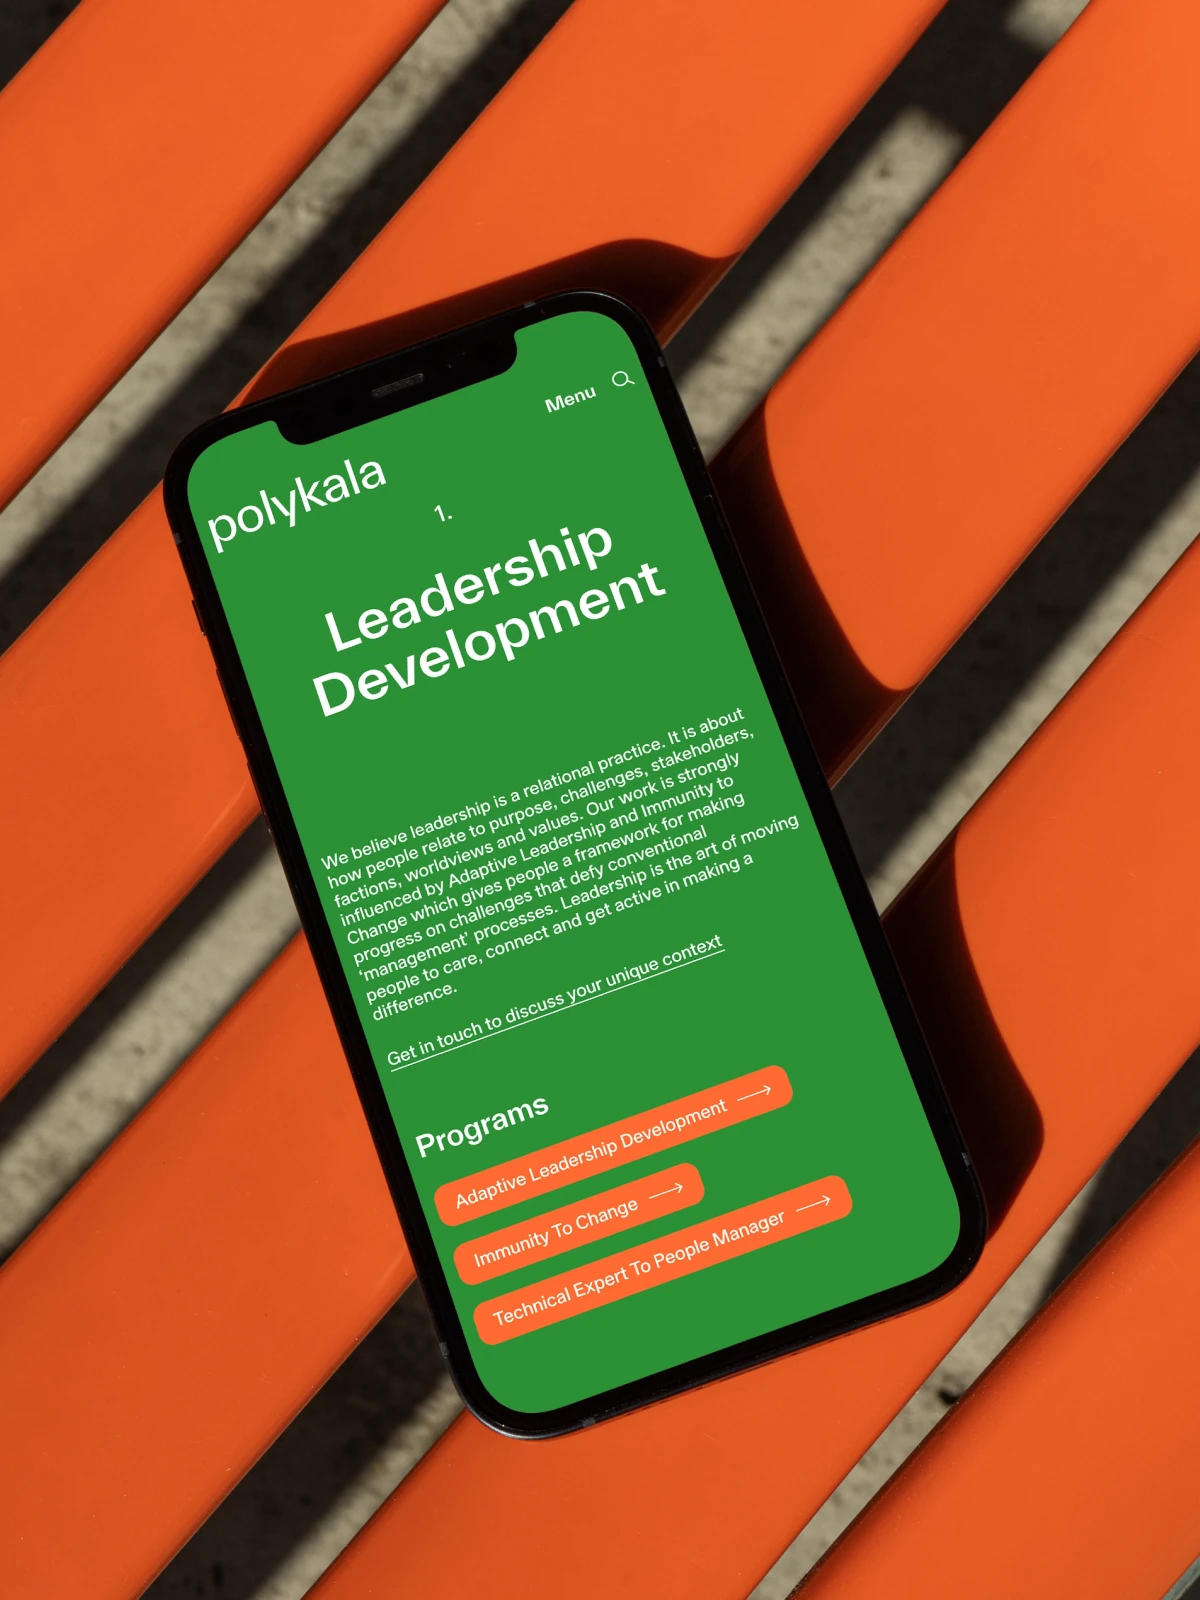 Menu
polykala
1.
Leadership
Development
We believe leadership is a relational practice. It is about
how people relate to purpose, challenges, stakeholders,
factions, worldviews and values. Our work is strongly
influenced by Adaptive Leadership and Immunity to
Change which gives people a framework for making
progress on challenges that defy conventional
‘management’ processes. Leadership is the art of moving
people to care, connect and get active in making a
difference.
Get in touch to discuss your unique context
Programs
Adaptive Leadership Development
Immunity To Change
Technical Expert To People Manager